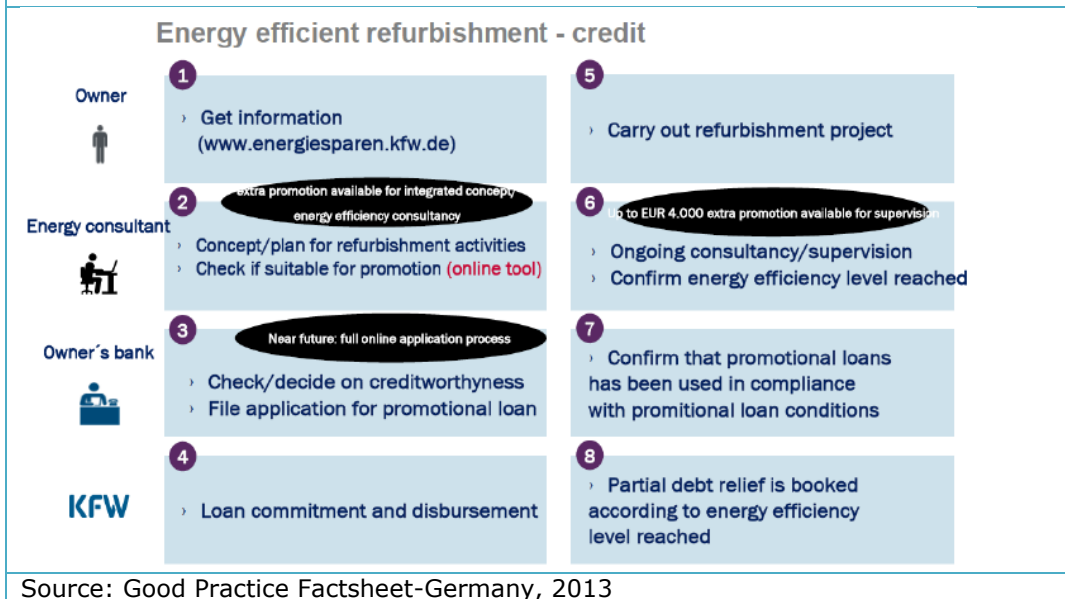 Energy efficient refurbishment - credit
Owner
1
› Get information
(www.energiesparen.kfw.de)
5
› Carry out refurbishment project
Energy consultant
2
extra promotion available for integrated concept/
energy efficiency consultancy
› Concept/plan for refurbishment activities
› Check if suitable for promotion (online tool)
6
Up to EUR 4.000 extra promotion available for supervision
› Ongoing consultancy/supervision
› Confirm energy efficiency level reached
Owner´s bank
3
Near future: full online application process
› Check/decide on creditworthyness
› File application for promotional loan
7
› Confirm that promotional loans
has been used in compliance
with promitional loan conditions
KFW
4
› Loan commitment and disbursement
8
› Partial debt relief is booked
according to energy efficiency
level reached
Source: Good Practice Factsheet-Germany, 2013